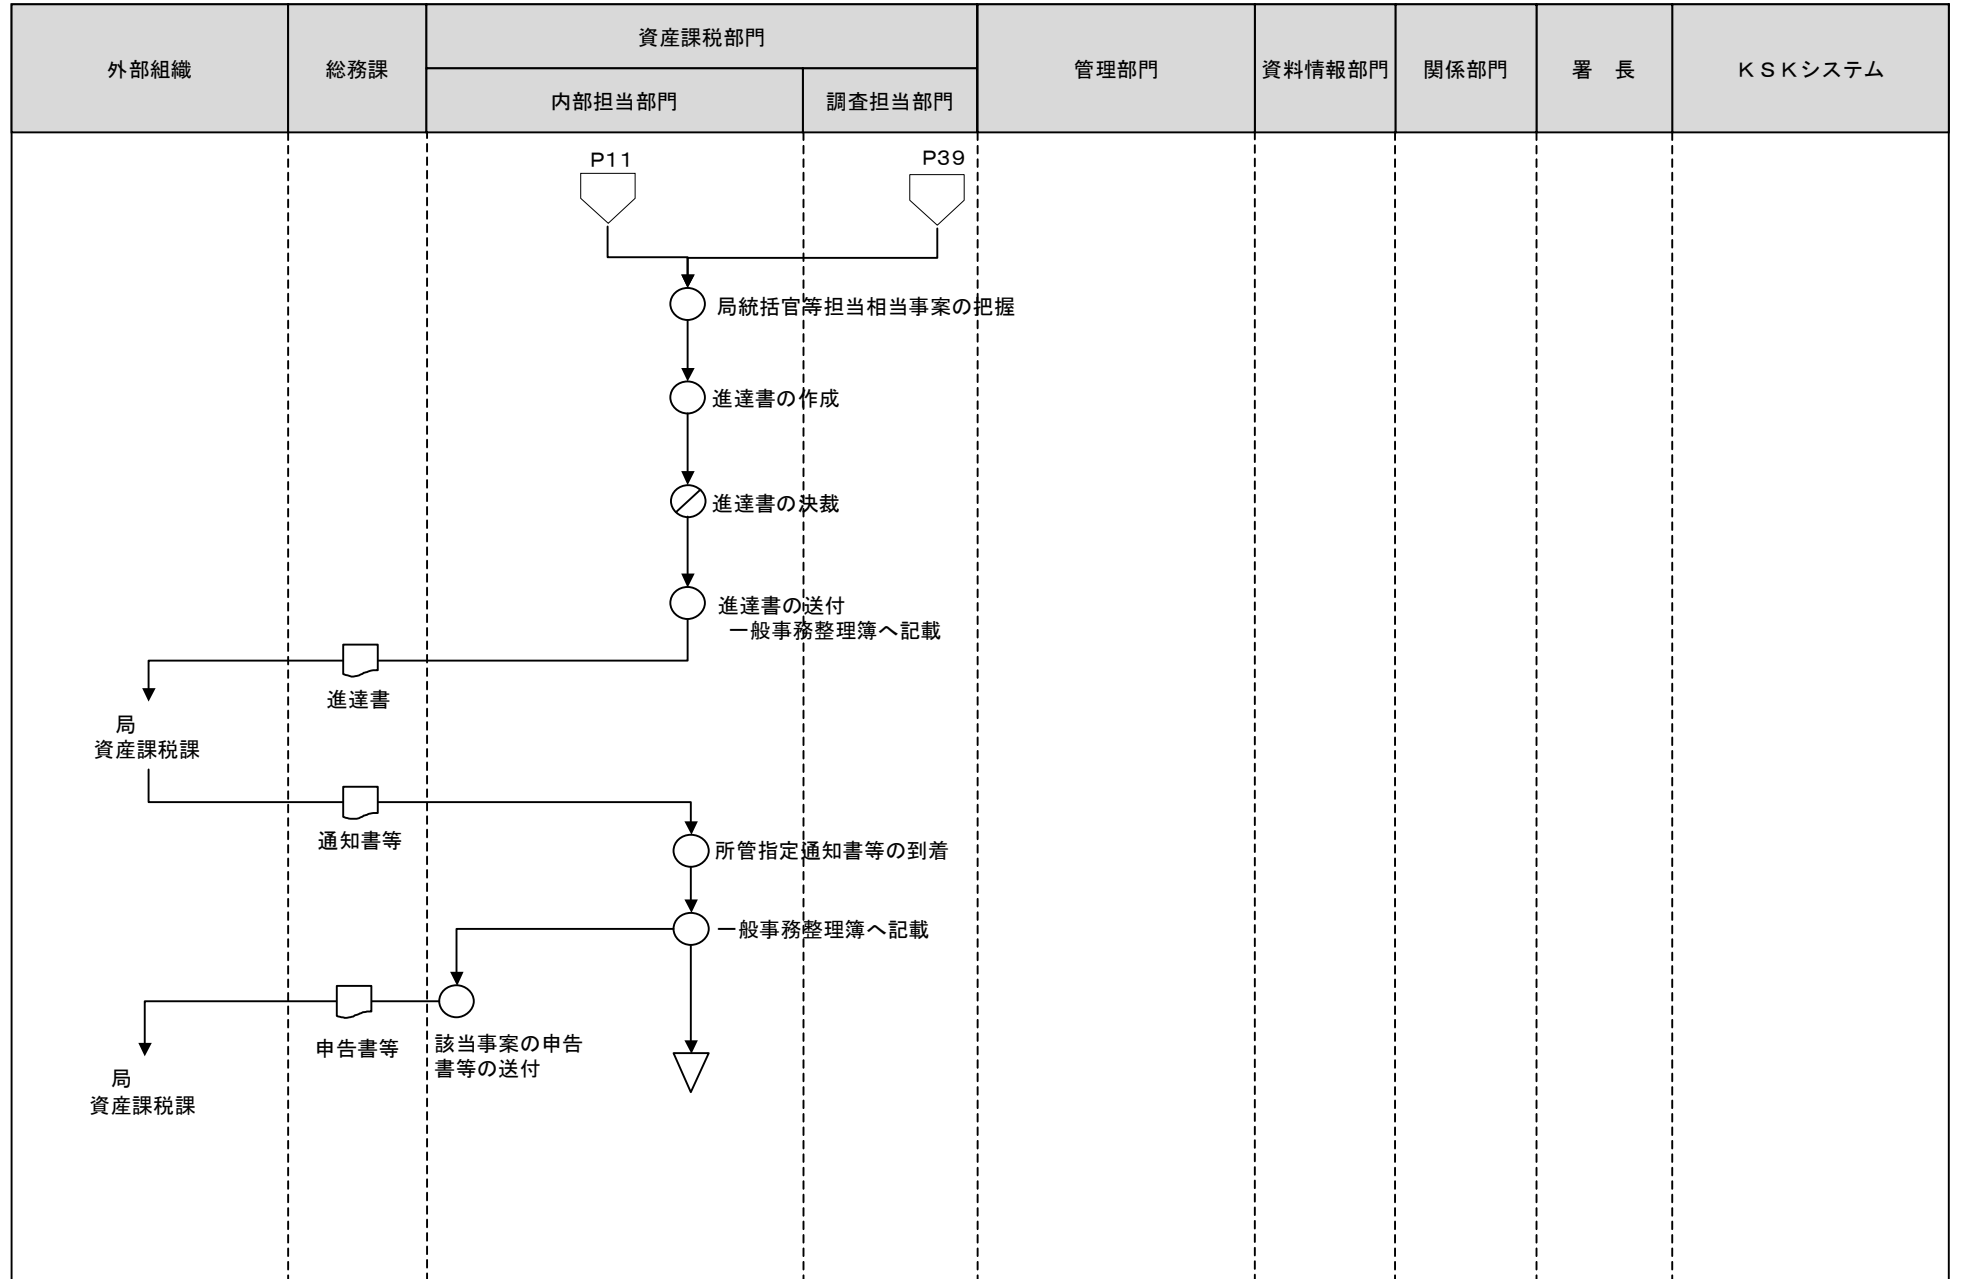 外部組織
総務課
資産課税部門
内部担当部門
調査担当部門
管理部門
資料情報部門
関係部門
署　長
ＫＳＫシステム
P11
P39
局統括官等担当相当事案の把握
進達書の作成
進達書の決裁
進達書の送付
一般事務整理簿へ記載
進達書
局
資産課税課
通知書等
所管指定通知書等の到着
一般事務整理簿へ記載
申告書等
該当事案の申告
書等の送付
局
資産課税課